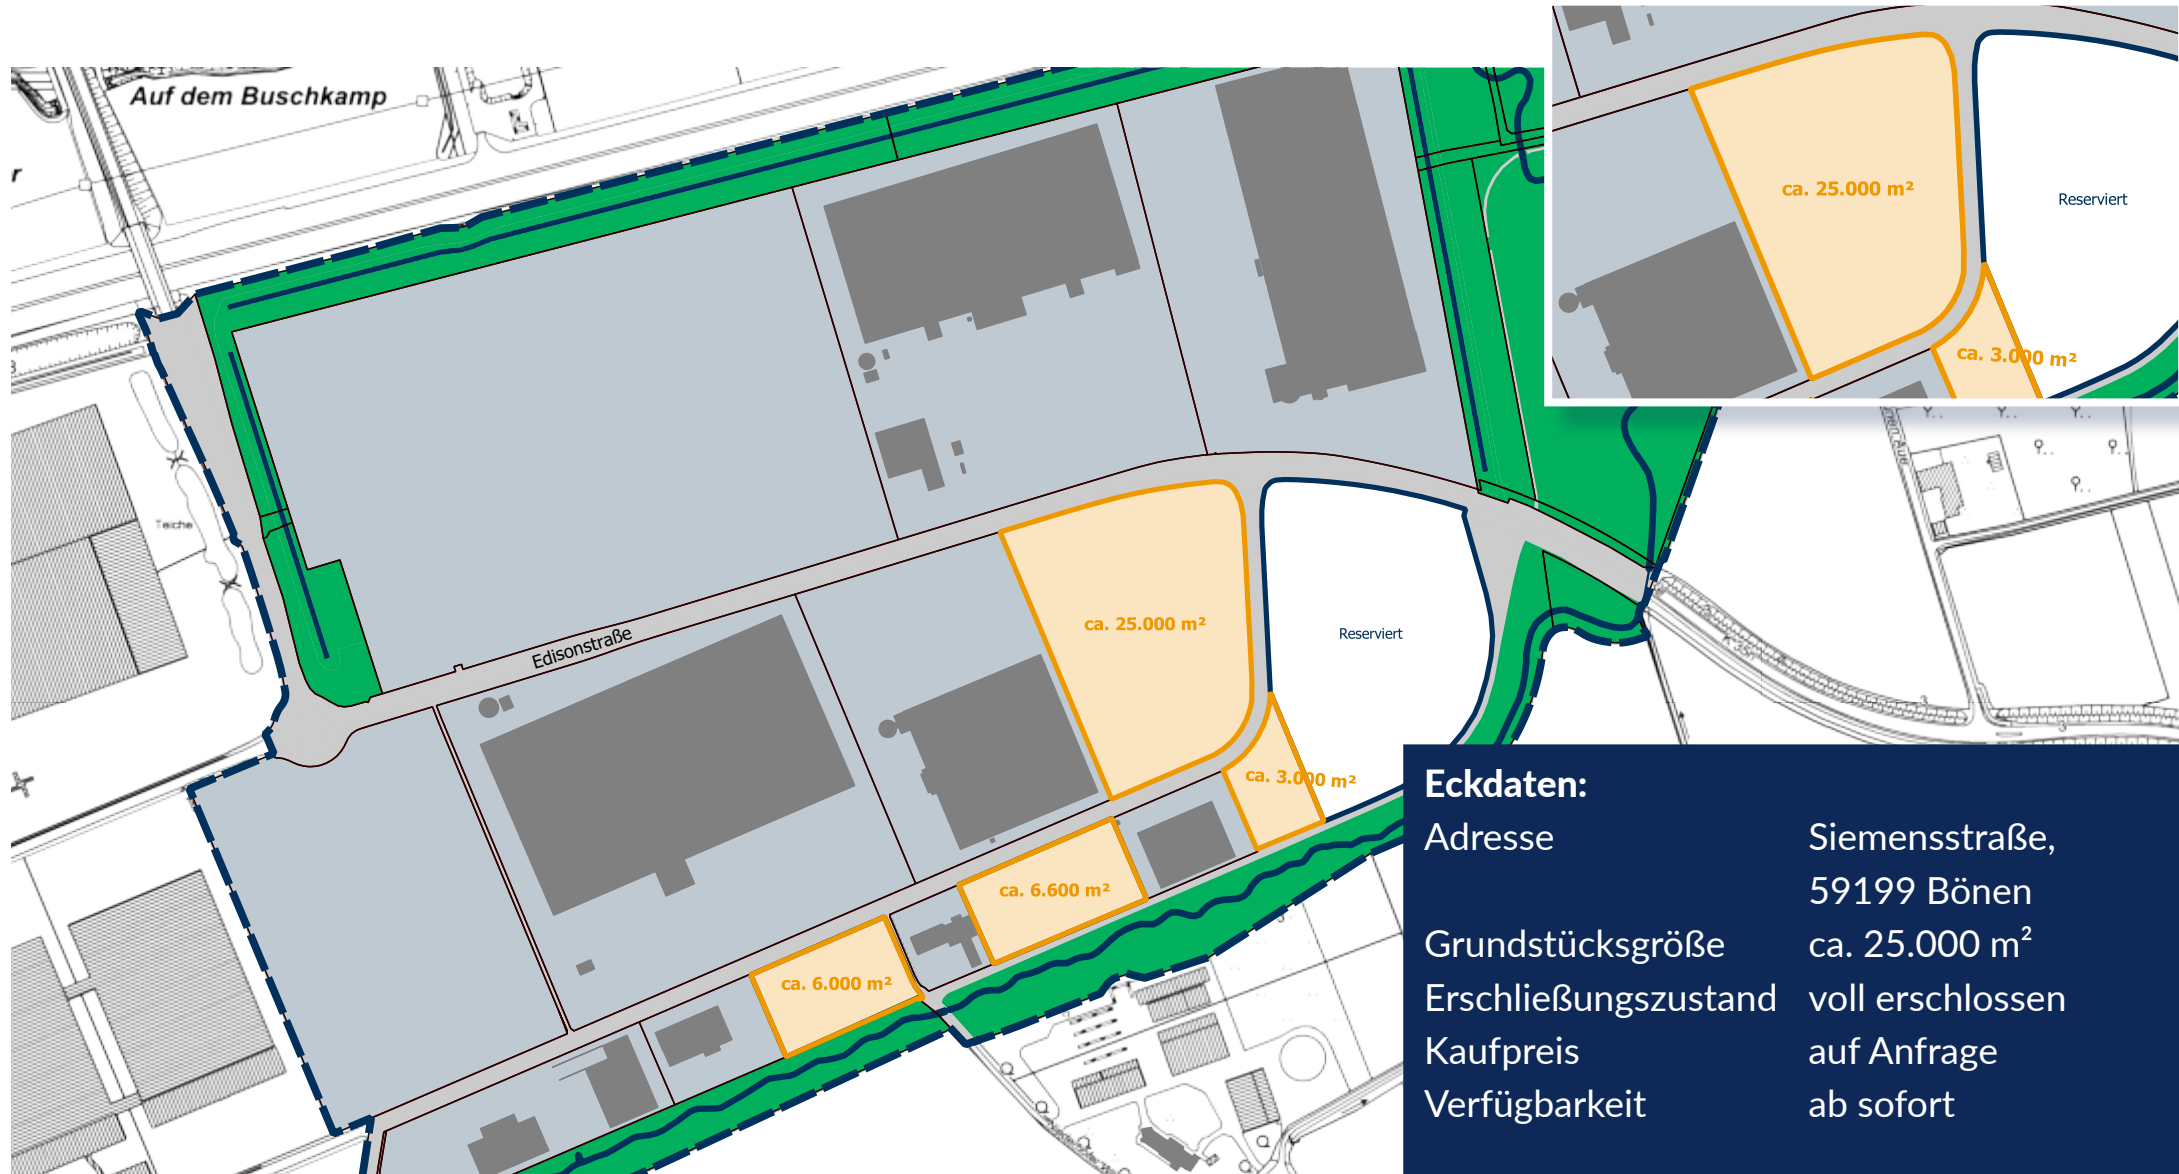 Auf dem Buschkamp
r
ca. 25.000 m²
Reserviert
ca. 3.000 m²
Teiche
Edisonstraße
ca. 25.000 m²
Reserviert
ca. 3.000 m²
ca. 6.600 m²
ca. 6.000 m²
Eckdaten:
Adresse Siemensstraße,
59199 Bönen
Grundstücksgröße ca. 25.000 m²
Erschließungszustand voll erschlossen
Kaufpreis auf Anfrage
Verfügbarkeit ab sofort